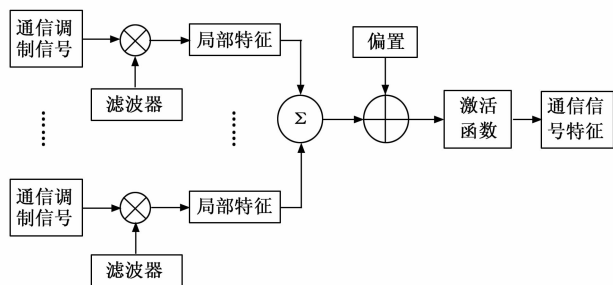 通信调
制信号
局部特征
偏置
滤波器
Σ
激活
函数
通信信
号特征
通信调
制信号
局部特征
滤波器